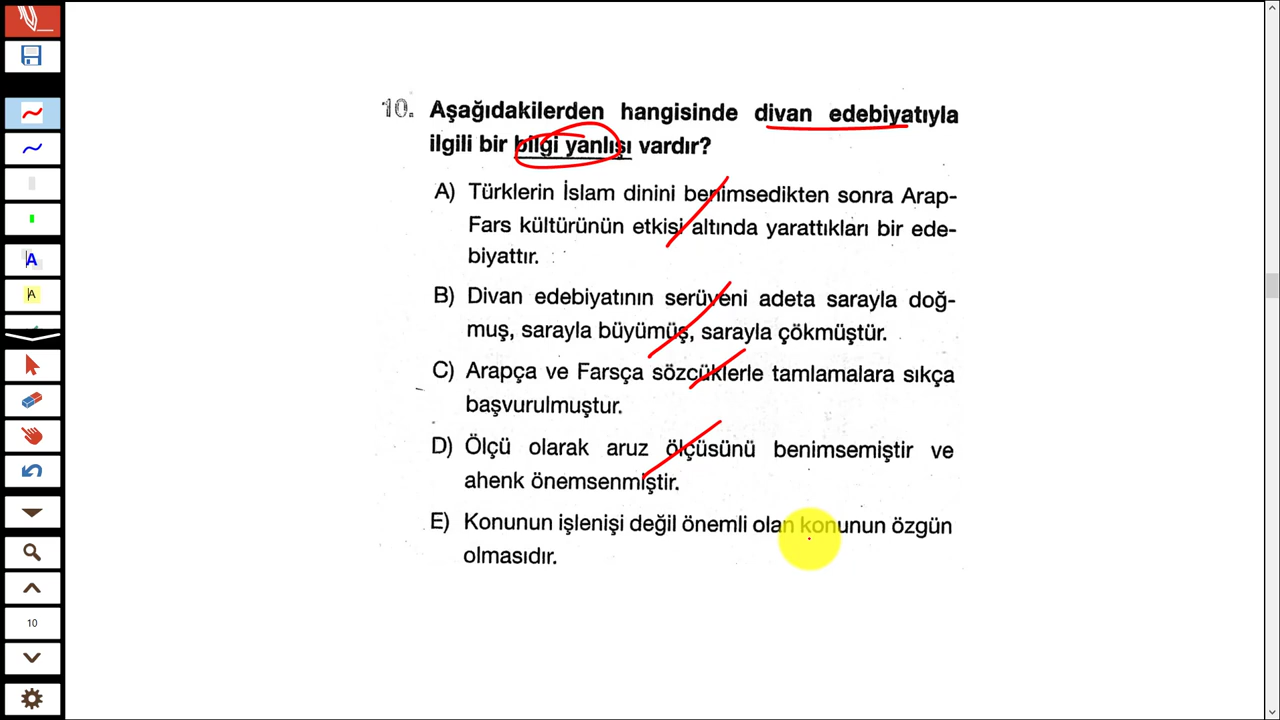 10. Aşağıdakilerden hangisinde divan edebiyatıyla
ilgili bir bilgi yanlışı vardır?
A) Türklerin İslam dinini benimsedikten sonra Arap-
Fars kültürünün etkisi altında yarattıkları bir ede-
biyattır.
B) Divan edebiyatının serüveni adeta sarayla doğ-
muş, sarayla büyümüş, sarayla çökmüştür.
C) Arapça ve Farsça sözcüklerle tamlamalara sıkça
başvurulmuştur.
D) Ölçü olarak aruz ölçüsünü benimsemiştir ve
ahenk önemsenmiştir.
E) Konunun işlenişi değil önemli olan konunun özgün
olmasıdır.
A
A
10